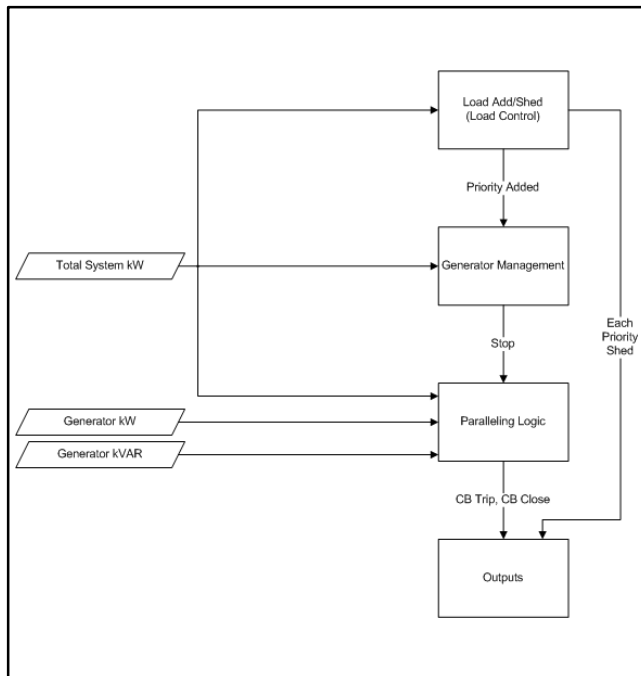 Load Add/Shed
(Load Control)
Priority Added
Total System kW
Generator Management
Each
Priority
Shed
Stop
Generator kW
Paralleling Logic
Generator kVAR
CB Trip, CB Close
Outputs